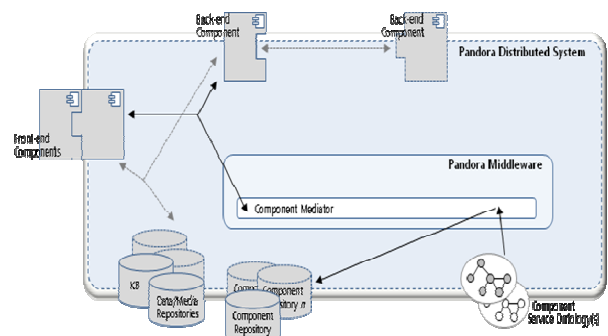 Back-end
Component
Back-end
Component
Pandora Distributed System
Front-end
Components
Pandora Middleware
Component Mediator
KB
Data/Media
Repositories
Component
Repository
Component
Service Ontology(s)